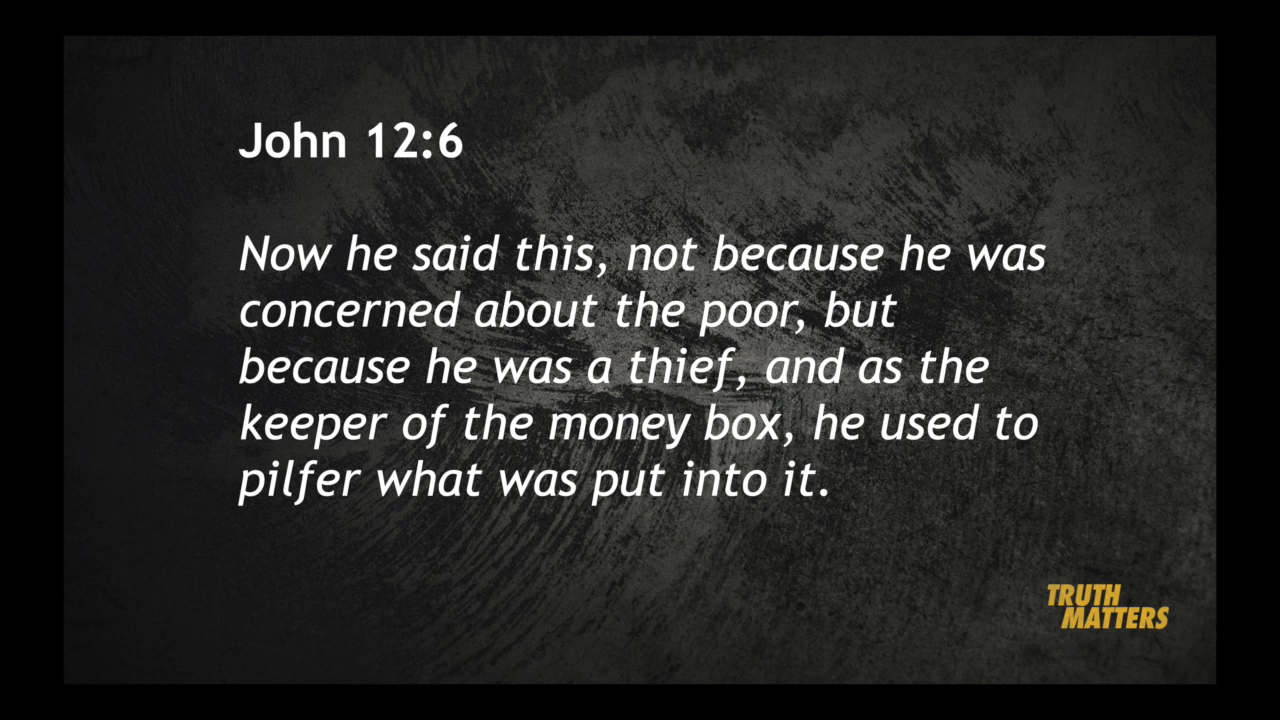 John 12:6
Now he said this, not because he was
concerned about the poor, but
because he was a thief, and as the
keeper of the money box, he used to
pilfer what was put into it.
TRUTH
MATTERS